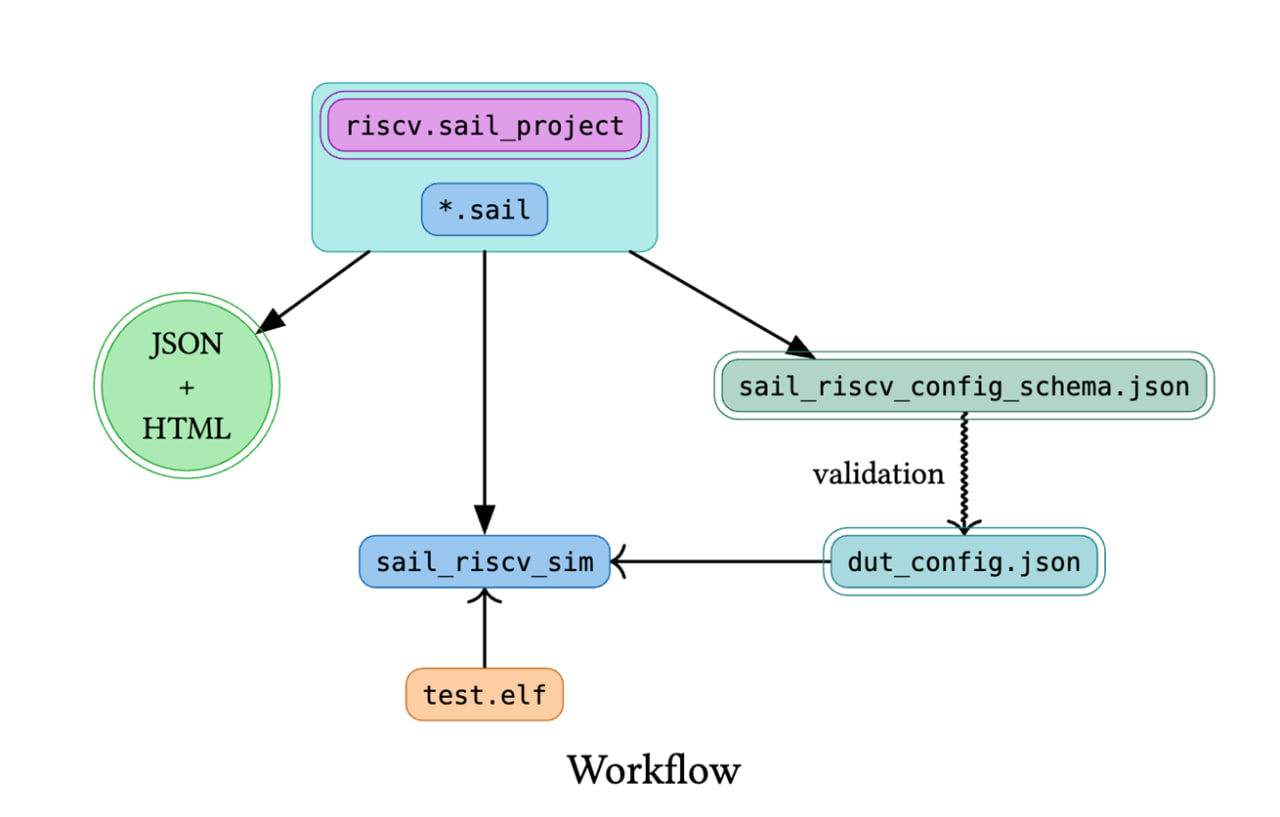 riscv.sail_project
*.sail
JSON
+
HTML
sail_riscv_config_schema.json
validation
sail_riscv_sim
dut_config.json
test.elf
Workflow